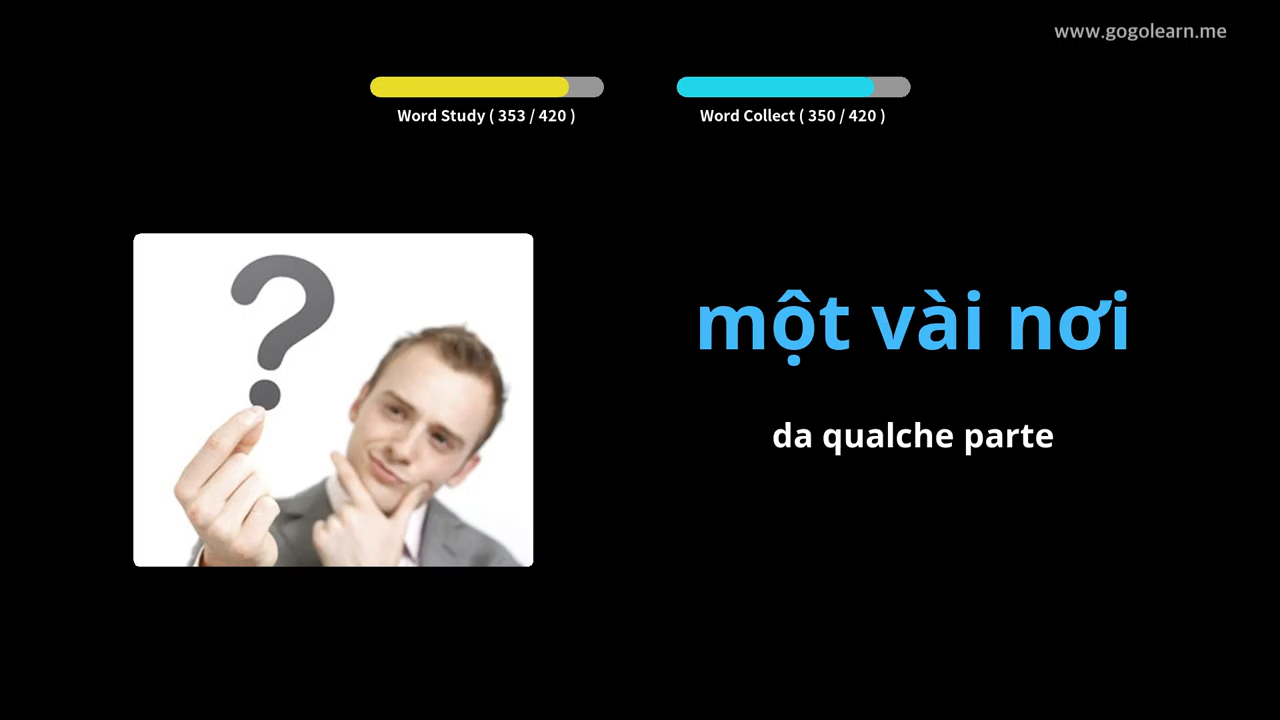 www.gogolearn.me
Word Study ( 353 / 420 )
Word Collect ( 350 / 420 )
một vài nơi
da qualche parte